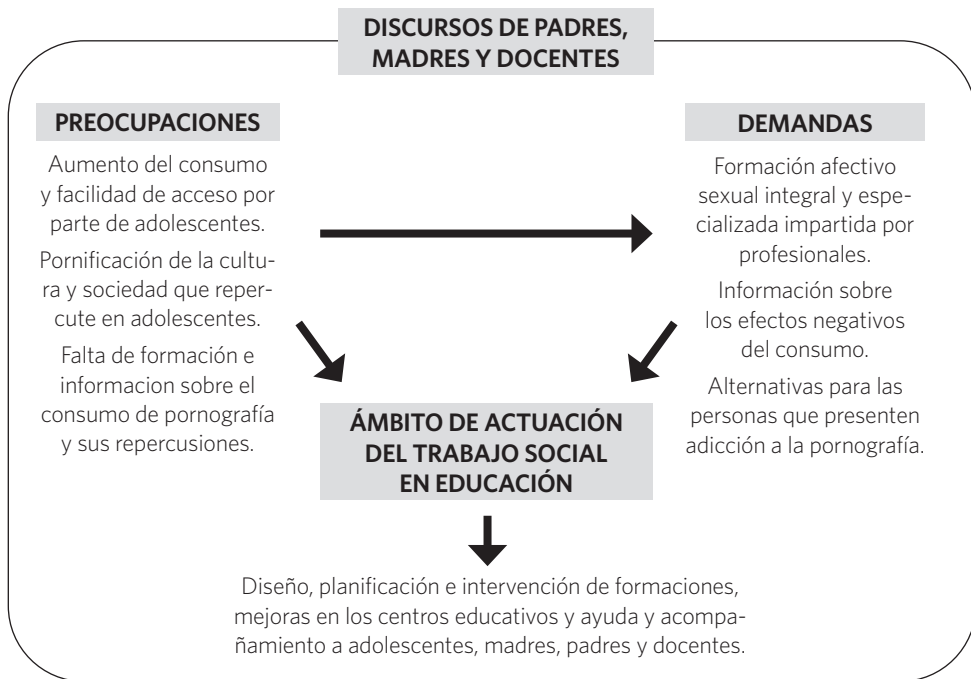 DISCURSOS DE PADRES,
MADRES Y DOCENTES
PREOCUPACIONES
Aumento del consumo
y facilidad de acceso por
parte de adolescentes.
Pornificación de la cultu-
ra y sociedad que reper-
cute en adolescentes.
Falta de formación e
informacion sobre el
consumo de pornografía
y sus repercusiones.
DEMANDAS
Formación afectivo
sexual integral y espe-
cializada impartida por
profesionales.
Información sobre
los efectos negativos
del consumo.
Alternativas para las
personas que presenten
adicción a la pornografía.
ÁMBITO DE ACTUACIÓN
DEL TRABAJO SOCIAL
EN EDUCACIÓN
Diseño, planificación e intervención de formaciones,
mejoras en los centros educativos y ayuda y acompa-
ñamiento a adolescentes, madres, padres y docentes.